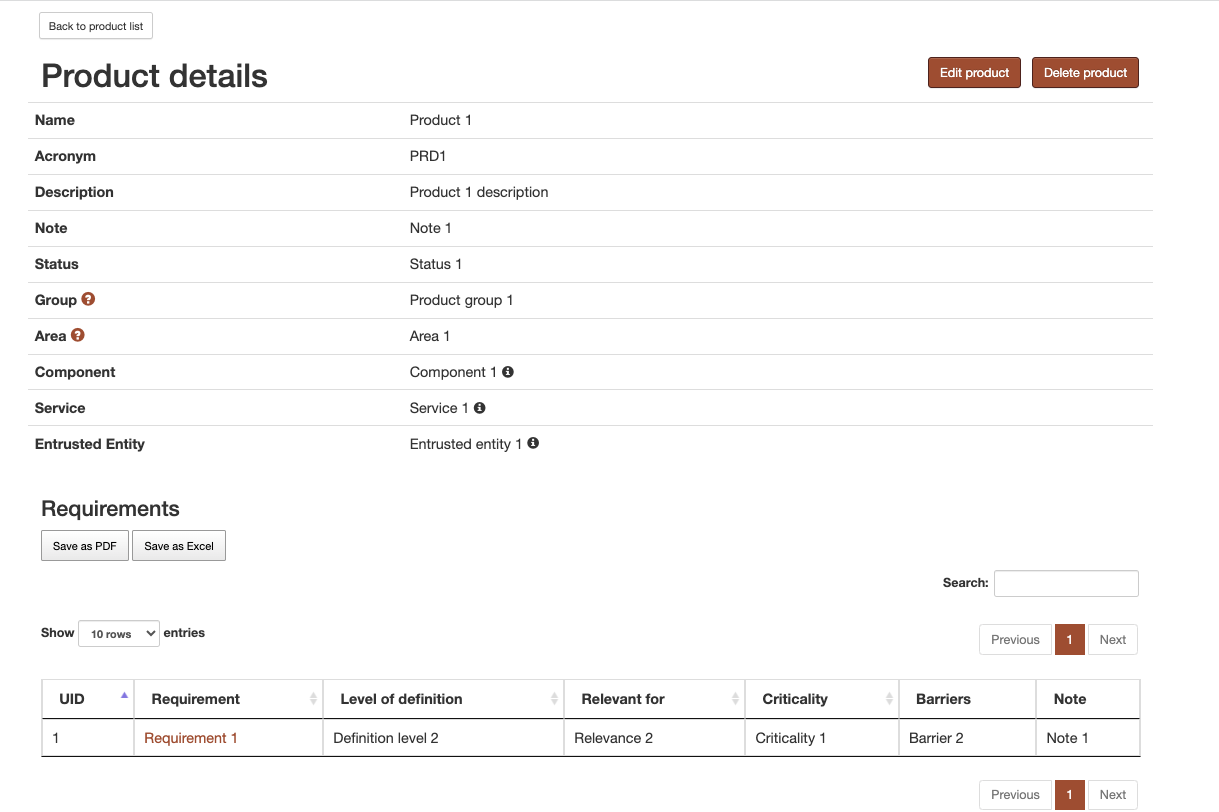 Back to product list
Product details
Edit product Delete product
Name Product 1
Acronym PRD1
Description Product 1 description
Note Note 1
Status Status 1
Group Product group 1
Area Area 1
Component Component 1
Service Service 1
Entrusted Entity Entrusted entity 1
Requirements
Save as PDF Save as Excel
Search:
Show 10 rows entries
Previous 1 Next
UID Requirement Level of definition Relevant for Criticality Barriers Note
1 Requirement 1 Definition level 2 Relevance 2 Criticality 1 Barrier 2 Note 1
Previous 1 Next